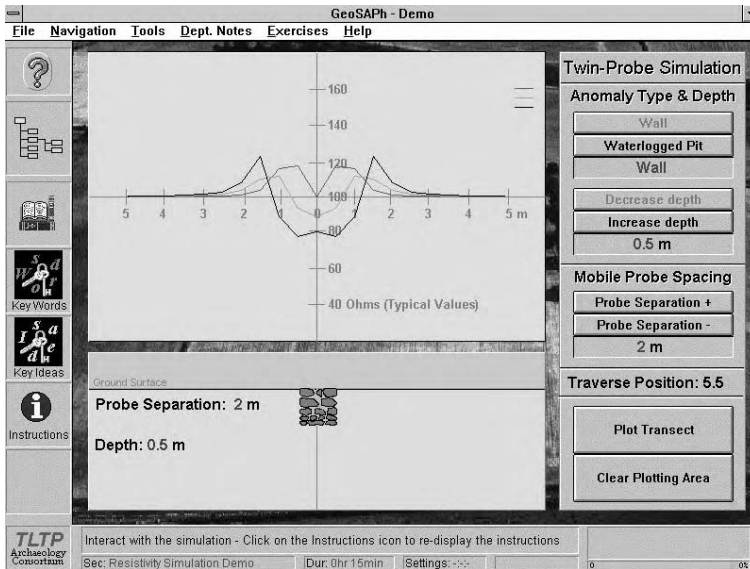 GeoSAPh - Demo
File Navigation Tools Dept. Notes Exercises Help
Key Words
Key Ideas
Instructions
160
140
120
100
80
60
40 Ohms (Typical Values)
5 4 3 2 1 0 1 2 3 4 5 m
Ground Surface
Probe Separation: 2 m
Depth: 0.5 m
Twin-Probe Simulation
Anomaly Type & Depth
Wall
Waterlogged Pit
Wall
Decrease depth
Increase depth
0.5 m
Mobile Probe Spacing
Probe Separation +
Probe Separation -
2 m
Traverse Position: 5.5
Plot Transect
Clear Plotting Area
TLTP
Archaeology
Consortium
Interact with the simulation - Click on the Instructions icon to re-display the instructions
Sec: Resistivity Simulation Demo Dur: 0hr 15min Settings: -:-
0